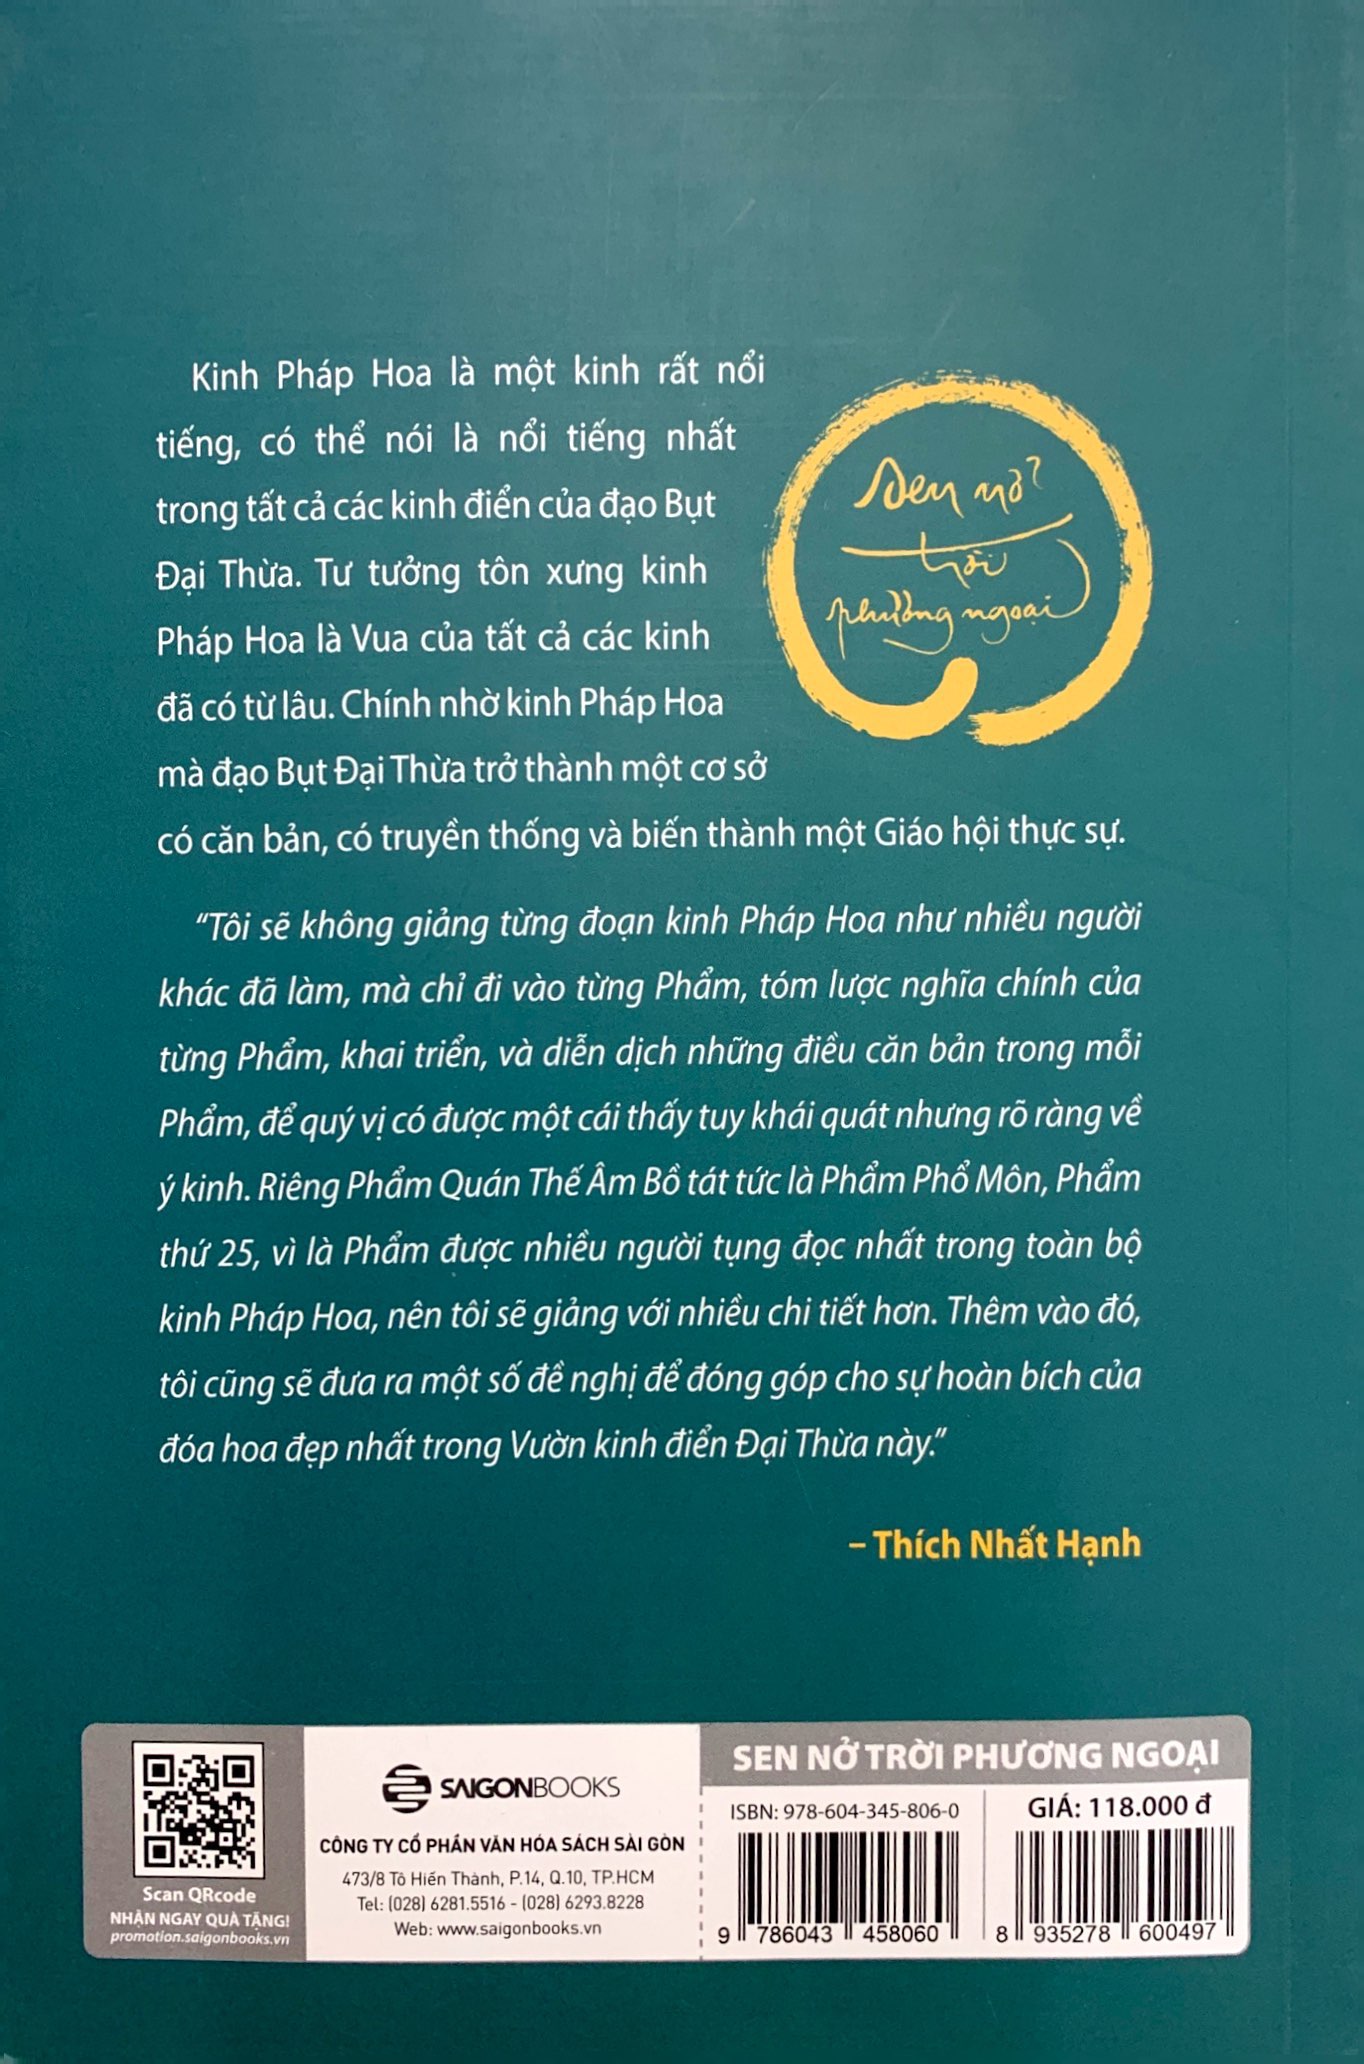 Kinh Pháp Hoa là một kinh rất nổi
tiếng, có thể nói là nổi tiếng nhất
trong tất cả các kinh điển của đạo Bụt
Đại Thừa. Tư tưởng tôn xưng kinh
Pháp Hoa là Vua của tất cả các kinh
đã có từ lâu. Chính nhờ kinh Pháp Hoa
mà đạo Bụt Đại Thừa trở thành một cơ sở
có căn bản, có truyền thống và biến thành một Giáo hội thực sự.
Sen nở
trời
phương ngoại
“Tôi sẽ không giảng từng đoạn kinh Pháp Hoa như nhiều người
khác đã làm, mà chỉ đi vào từng Phẩm, tóm lược nghĩa chính của
từng Phẩm, khai triển, và diễn dịch những điều căn bản trong mỗi
Phẩm, để quý vị có được một cái thấy tuy khái quát nhưng rõ ràng về
ý kinh. Riêng Phẩm Quán Thế Âm Bồ tát tức là Phẩm Phổ Môn, Phẩm
thứ 25, vì là Phẩm được nhiều người tụng đọc nhất trong toàn bộ
kinh Pháp Hoa, nên tôi sẽ giảng với nhiều chi tiết hơn. Thêm vào đó,
tôi cũng sẽ đưa ra một số đề nghị để đóng góp cho sự hoàn bích của
đóa hoa đẹp nhất trong Vườn kinh điển Đại Thừa này.”
– Thích Nhất Hạnh
Scan QRcode
NHẬN NGAY QUÀ TẶNG!
promotion.saigonbooks.vn
SAIGONBOOKS
CÔNG TY CỔ PHẦN VĂN HÓA SÁCH SÀI GÒN
473/8 Tô Hiến Thành, P.14, Q.10, TP.HCM
Tel: (028) 6281.5516 - (028) 6293.8228
Web: www.saigonbooks.vn
SEN NỞ TRỜI PHƯƠNG NGOẠI
ISBN: 978-604-345-806-0
9 786043 458060
GIÁ: 118.000 đ
8 935278 600497